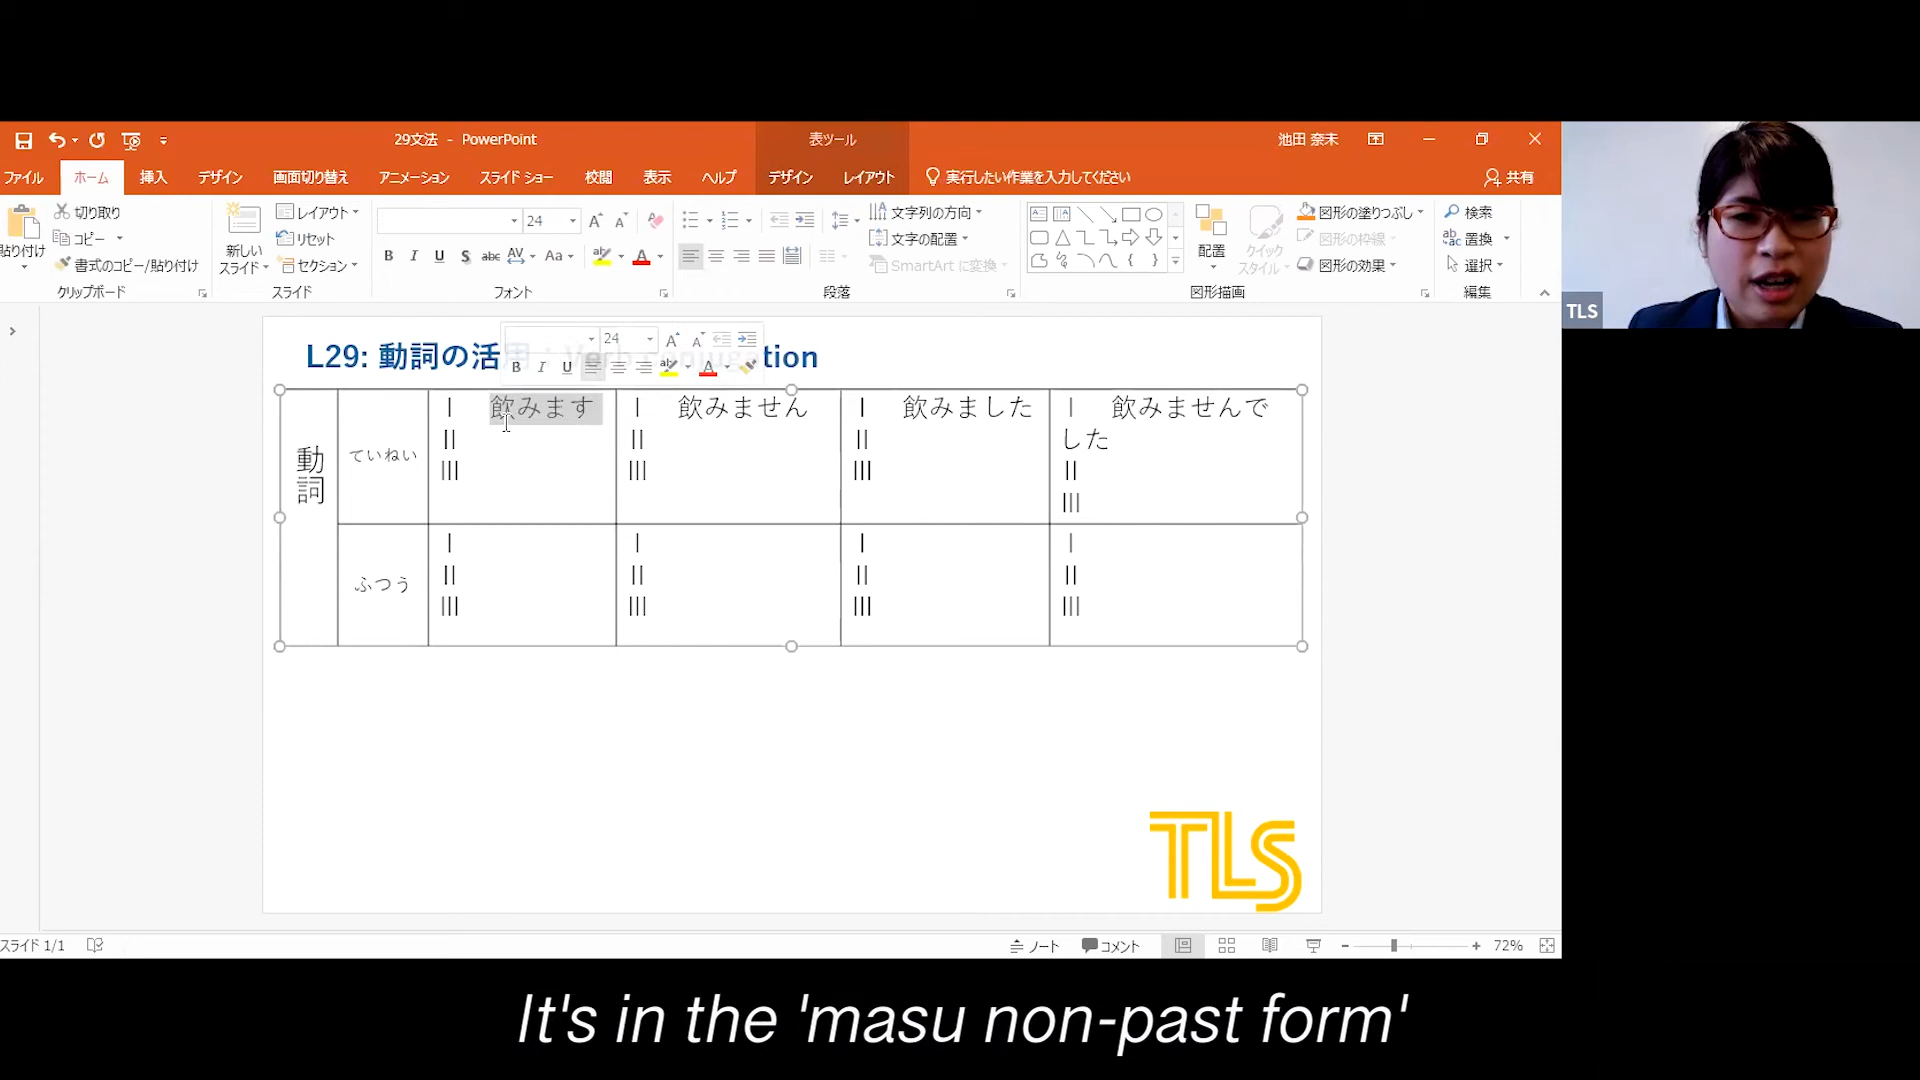 29文法 - PowerPoint
表ツール
池田 奈未
ファイル ホーム 挿入 デザイン 画面切り替え アニメーション スライド ショー 校閲 表示 ヘルプ デザイン レイアウト 実行したい作業を入力してください 共有
貼り付け
切り取り
コピー
書式のコピー/貼り付け
クリップボード
新しい
スライド
レイアウト
リセット
セクション
スライド
24
B I U S abc AV Aa A
フォント
文字列の方向
文字の配置
SmartArt に変換
段落
配置
クイック
スタイル
図形の塗りつぶし
図形の枠線
図形の効果
図形描画
検索
置換
選択
編集
TLS
24
B I U
L29: 動詞の活用：Verb conjugation
動詞
ていねい
I 飲みます
II
III
I 飲みません
II
III
I 飲みました
II
III
I 飲みませんで
した
II
III
ふつう
I
II
III
I
II
III
I
II
III
I
II
III
TLS
スライド 1/1
ノート コメント 72%
It's in the 'masu non-past form'